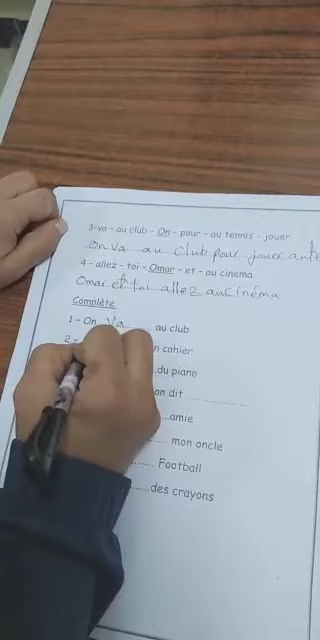 3-va - au club - On - pour - au tennis - jouer
On va au club pour jouer
4 - allez - toi - Omar - et - au cinema
Omar et toi allez au cinéma
Complète
1 - On Va au club
2 - cahier
du piano
on dit ....................
amie
mon oncle
Football
des crayons